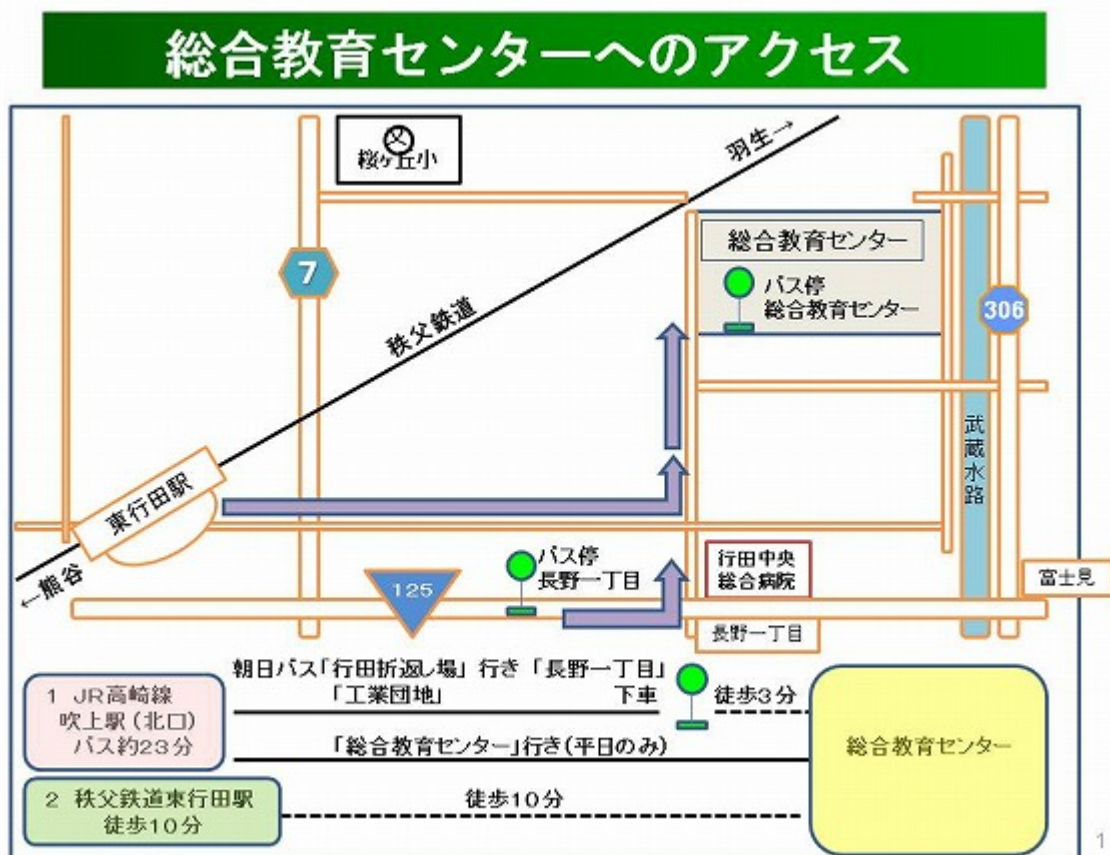 総合教育センターへのアクセス
桜ヶ丘小
羽生→
総合教育センター
7
バス停
総合教育センター
306
秩父鉄道
武蔵水路
東行田駅
←熊谷
125
バス停
長野一丁目
行田中央
総合病院
富士見
長野一丁目
朝日バス「行田折返し場」行き「長野一丁目」
「工業団地」 下車
徒歩3分
1 JR高崎線
吹上駅(北口)
バス約23分
「総合教育センター」行き(平日のみ)
総合教育センター
2 秩父鉄道東行田駅
徒歩10分
徒歩10分
1